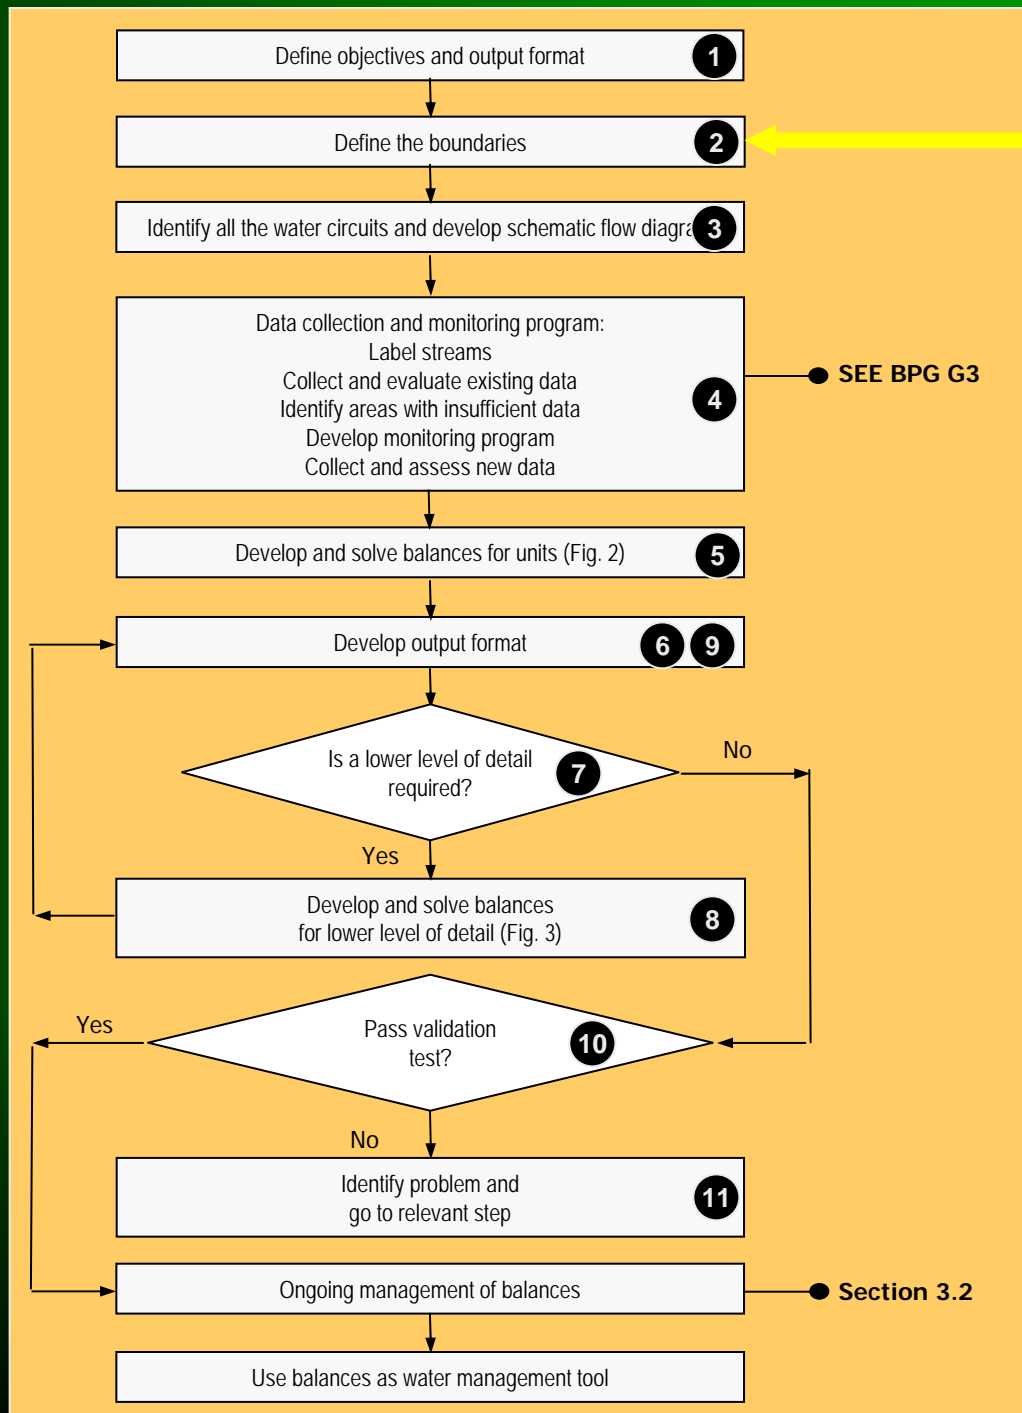 Define objectives and output format
1
Define the boundaries
2
Identify all the water circuits and develop schematic flow diagra
3
Data collection and monitoring program:
Label streams
Collect and evaluate existing data
Identify areas with insufficient data
Develop monitoring program
Collect and assess new data
4
SEE BPG G3
Develop and solve balances for units (Fig. 2)
5
Develop output format
6 9
Is a lower level of detail
required?
7
No
Yes
Develop and solve balances
for lower level of detail (Fig. 3)
8
Yes
Pass validation
test?
10
No
Identify problem and
go to relevant step
11
Ongoing management of balances
Section 3.2
Use balances as water management tool